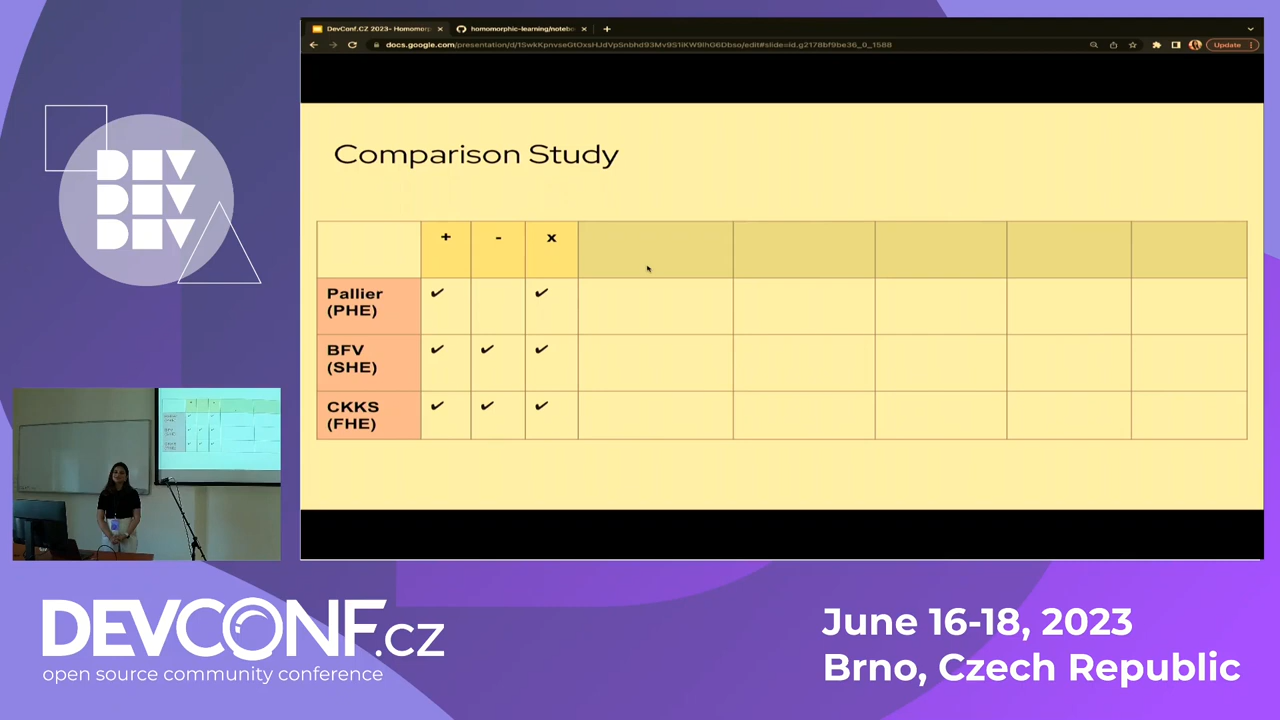 DevConf.CZ 2023- Homomorp
homomorphic-learning/notebo
docs.google.com/presentation/d/1SwkKpnvseGtOxsHJdVpSnbhd93Mv9S1iKW9lhG6Dbso/edit#slide=id.g2178bf9be36_0_1588
Update
DEV
DEV
DEV
Comparison Study
+ - x
Pallier
(PHE)
✔ ✔
BFV
(SHE)
✔ ✔ ✔
CKKS
(FHE)
✔ ✔ ✔
DEVCONF.cz
open source community conference
June 16-18, 2023
Brno, Czech Republic